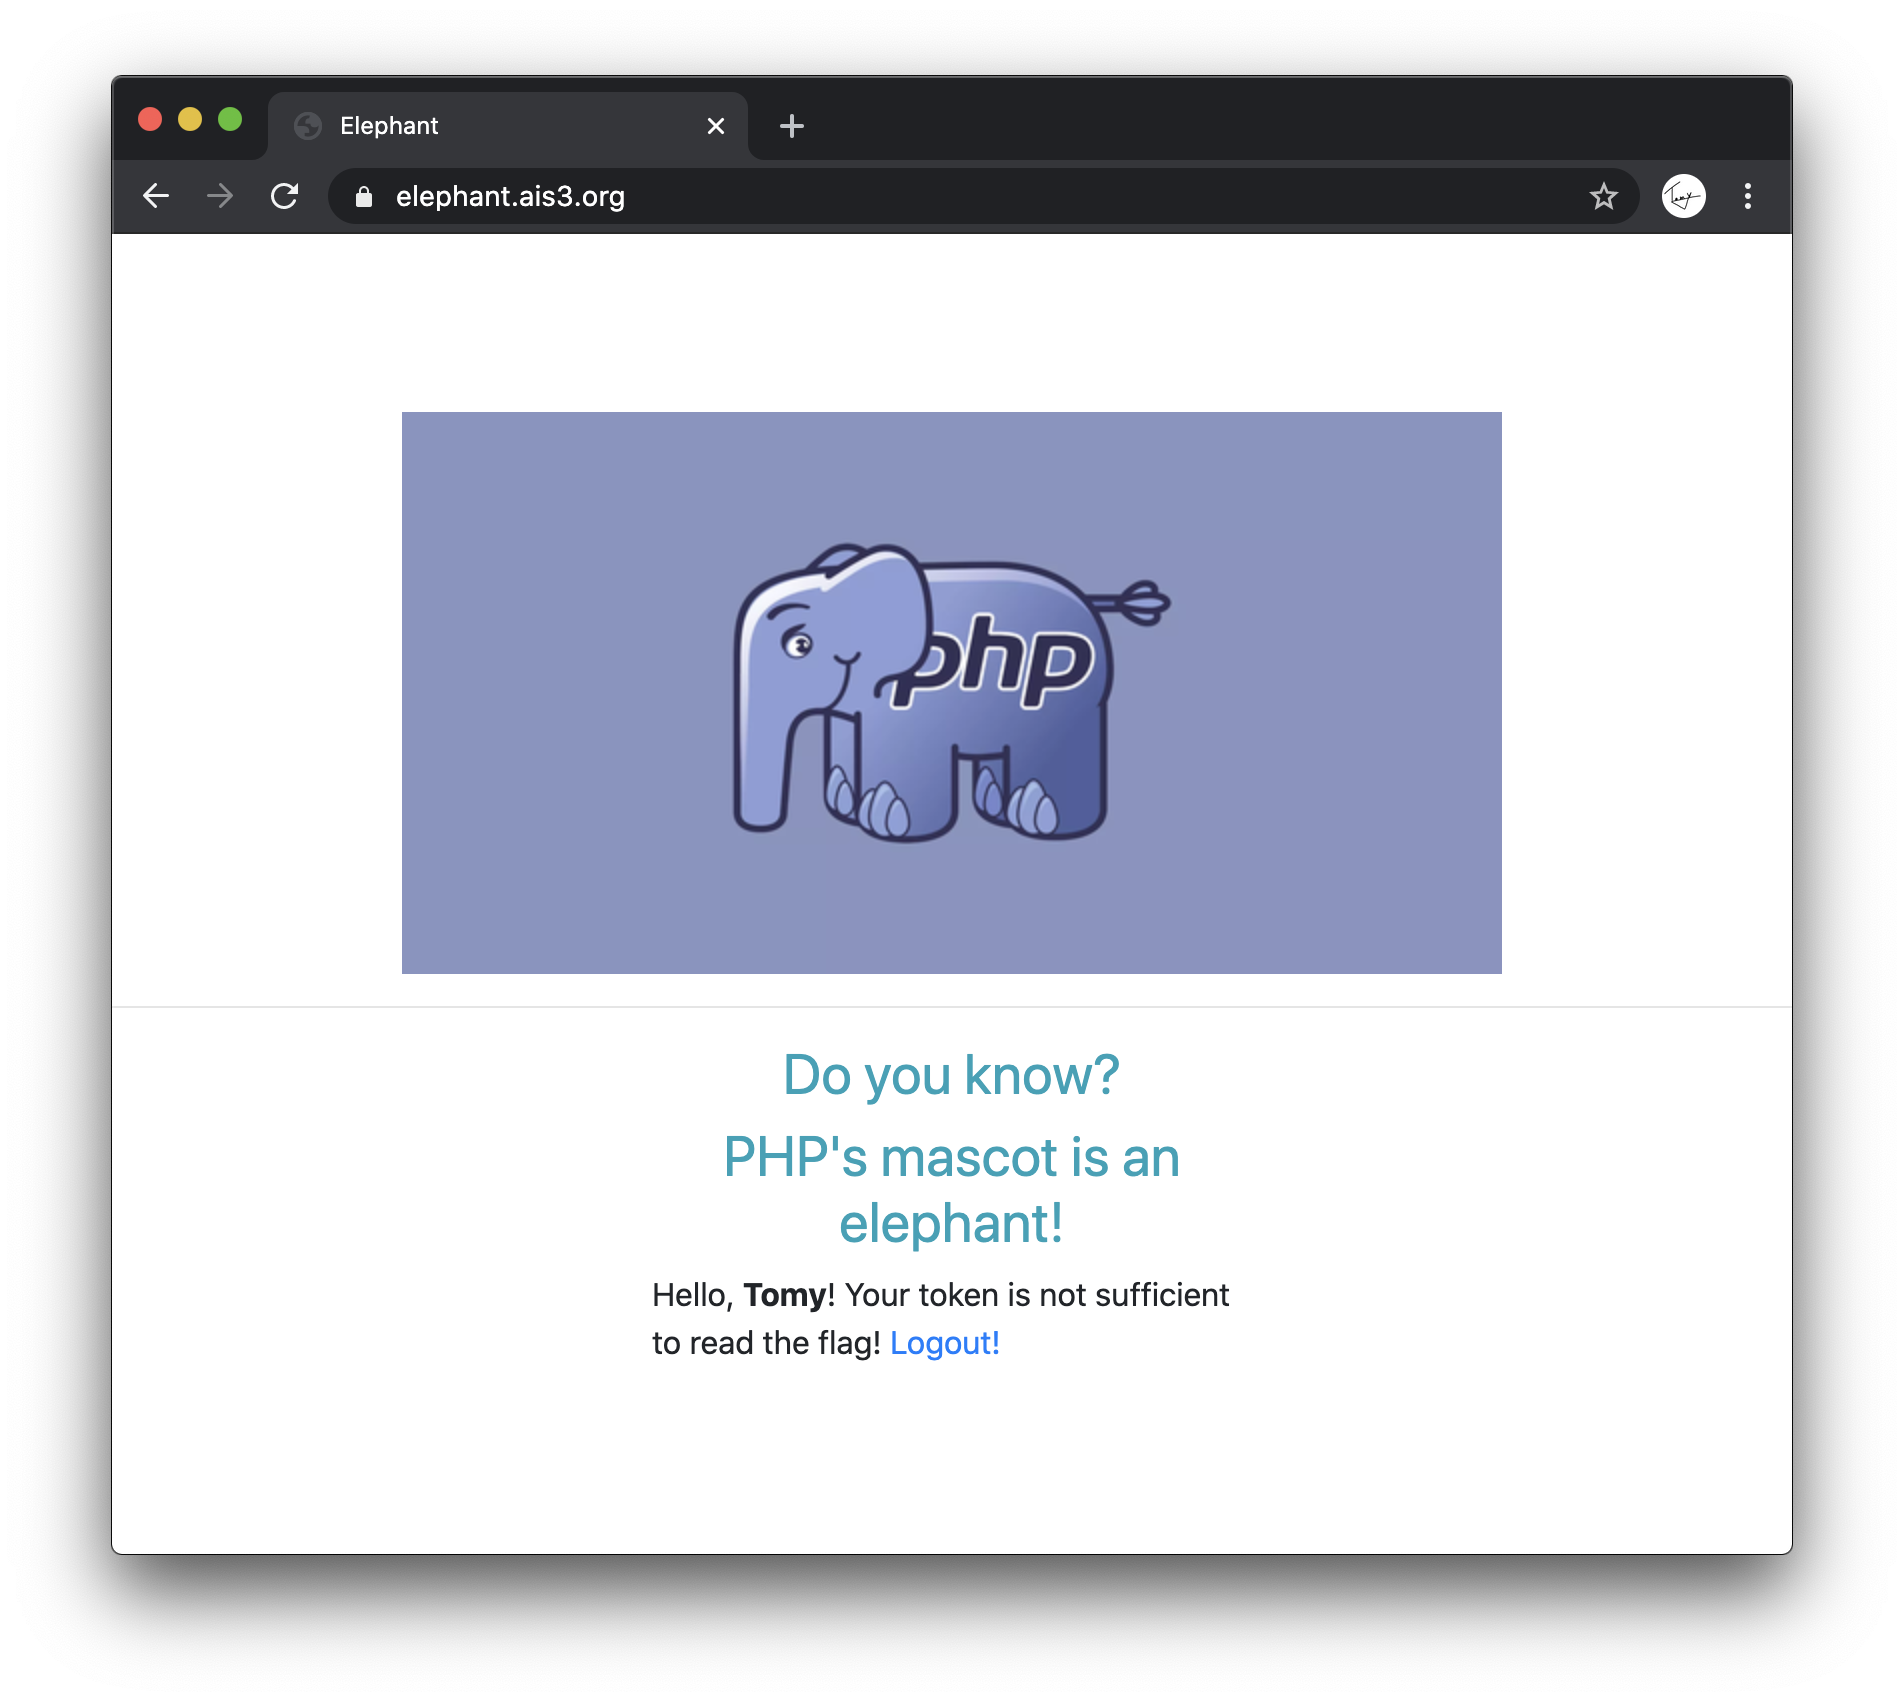 Elephant
elephant.ais3.org
php
Do you know?
PHP's mascot is an
elephant!
Hello, Tomy! Your token is not sufficient
to read the flag! Logout!